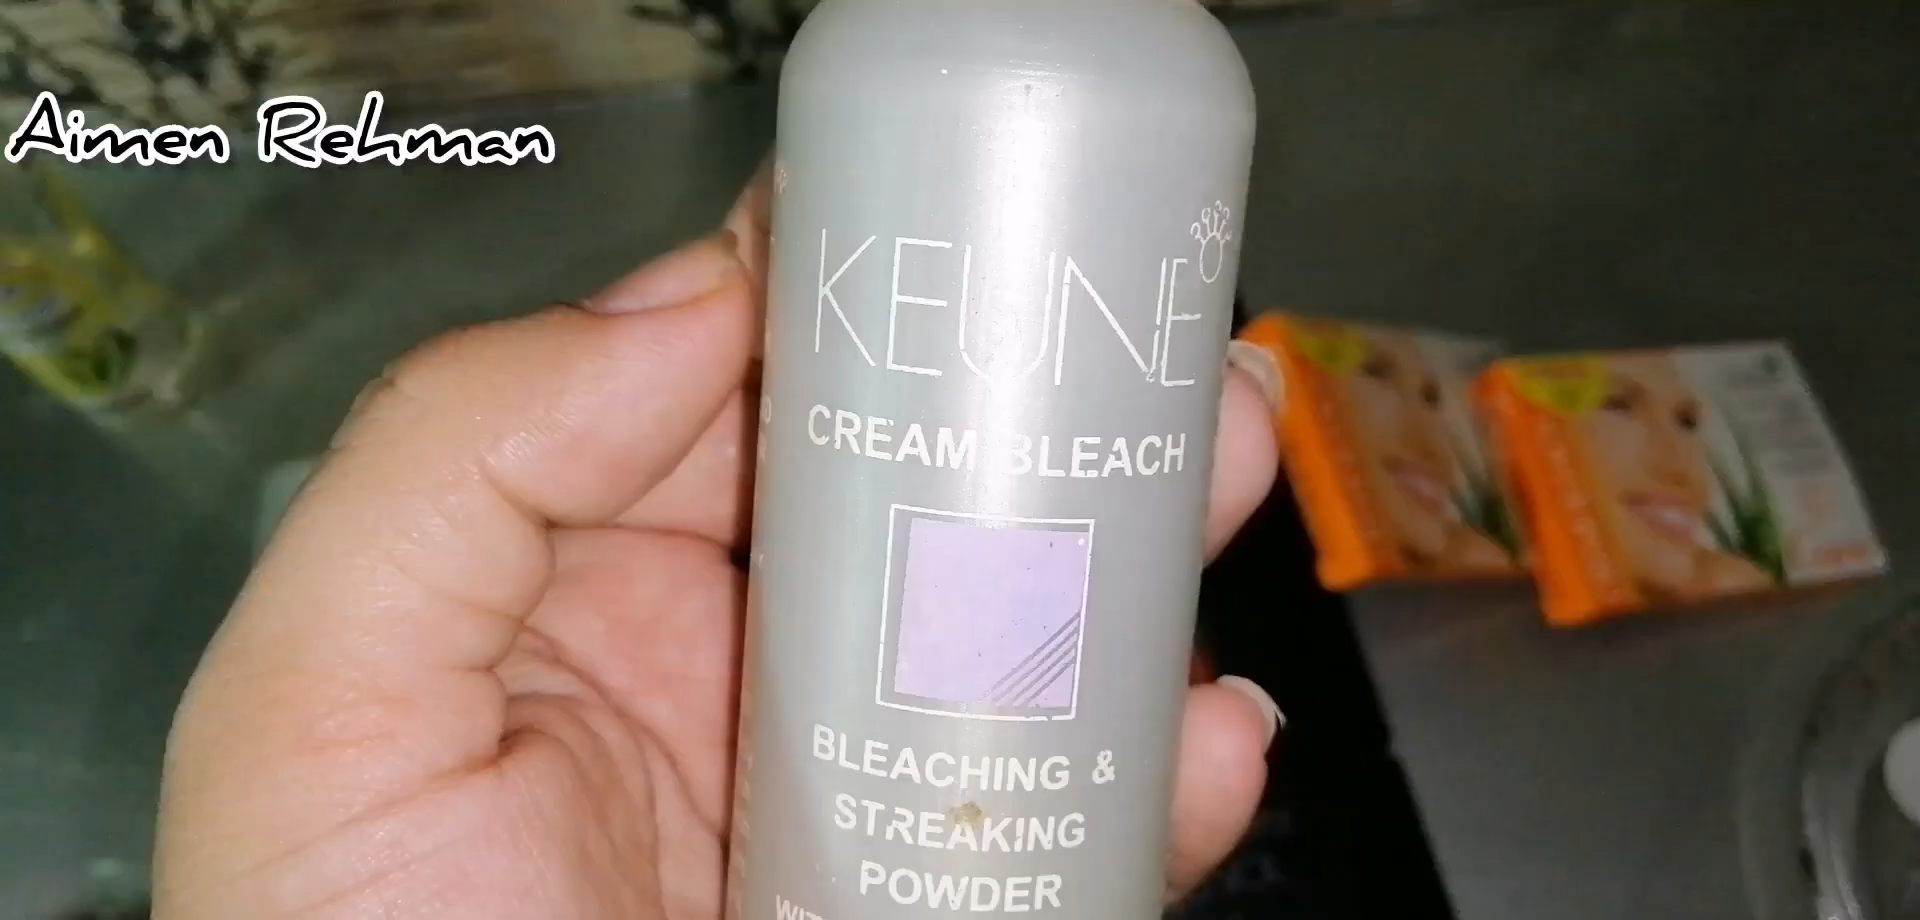 Aimen Rehman
KEUNE
CREAM BLEACH
BLEACHING &
STREAKING
POWDER